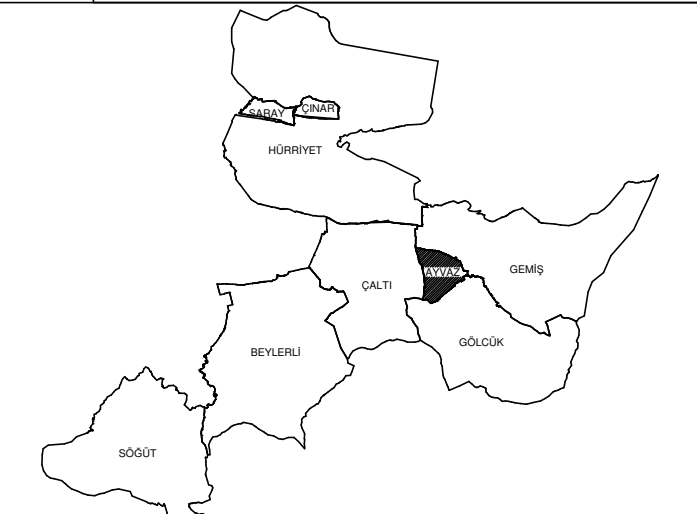 SARAY
ÇINAR
HÜRRİYET
GEMİŞ
AYVAZ
ÇALTI
GÖLCÜK
BEYLERLİ
SÖĞÜT